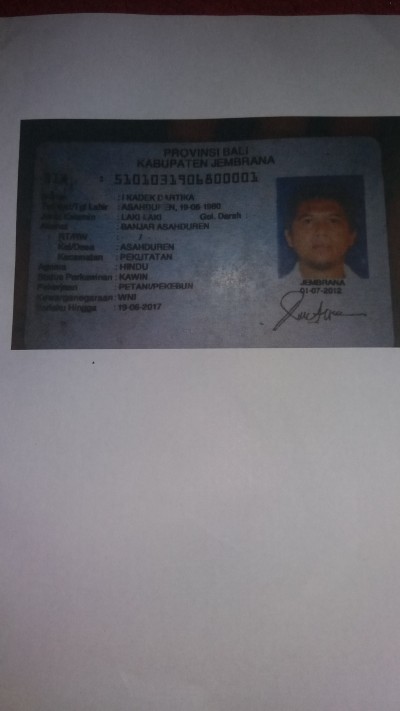 PROVINSI BALI
KABUPATEN JEMBRANA
NIK : 5101031906800001
Nama : I KADEK DARTIKA
Tempat/Tgl Lahir : ASAHDUREN, 19-06-1980
Jenis Kelamin : LAKI-LAKI Gol. Darah
Alamat : BANJAR ASAHDUREN
RT/RW : /
Kel/Desa : ASAHDUREN
Kecamatan : PEKUTATAN
Agama : HINDU
Status Perkawinan : KAWIN
Pekerjaan : PETANI/PEKEBUN
Kewarganegaraan : WNI
Berlaku Hingga : 19-06-2017
JEMBRANA
01-07-2012